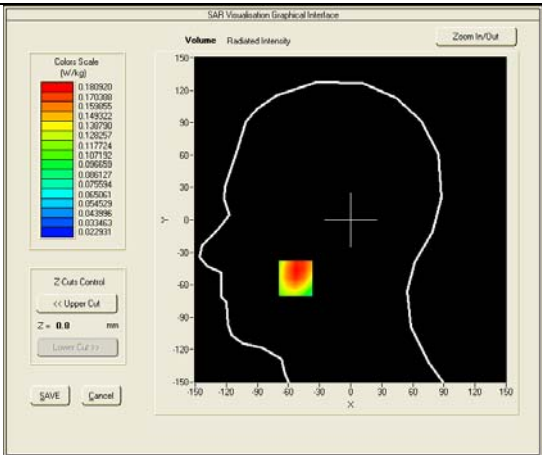 SAR Visualisation Graphical Interface
Volume Radiated Intensity
Zoom In/Out
Colors Scale
(W/kg)
0.180920
0.170388
0.159855
0.149322
0.138790
0.128257
0.117724
0.107192
0.096659
0.086127
0.075594
0.065061
0.054529
0.043996
0.033463
0.022931
Z Cuts Control
<< Upper Cut
Z = 0.0 mm
Lower Cut >>
SAVE Cancel
150-
120-
90-
60-
30-
0-
-30-
-60-
-90-
-120-
-150-
Y
-150 -120 -90 -60 -30 0 30 60 90 120 150
X